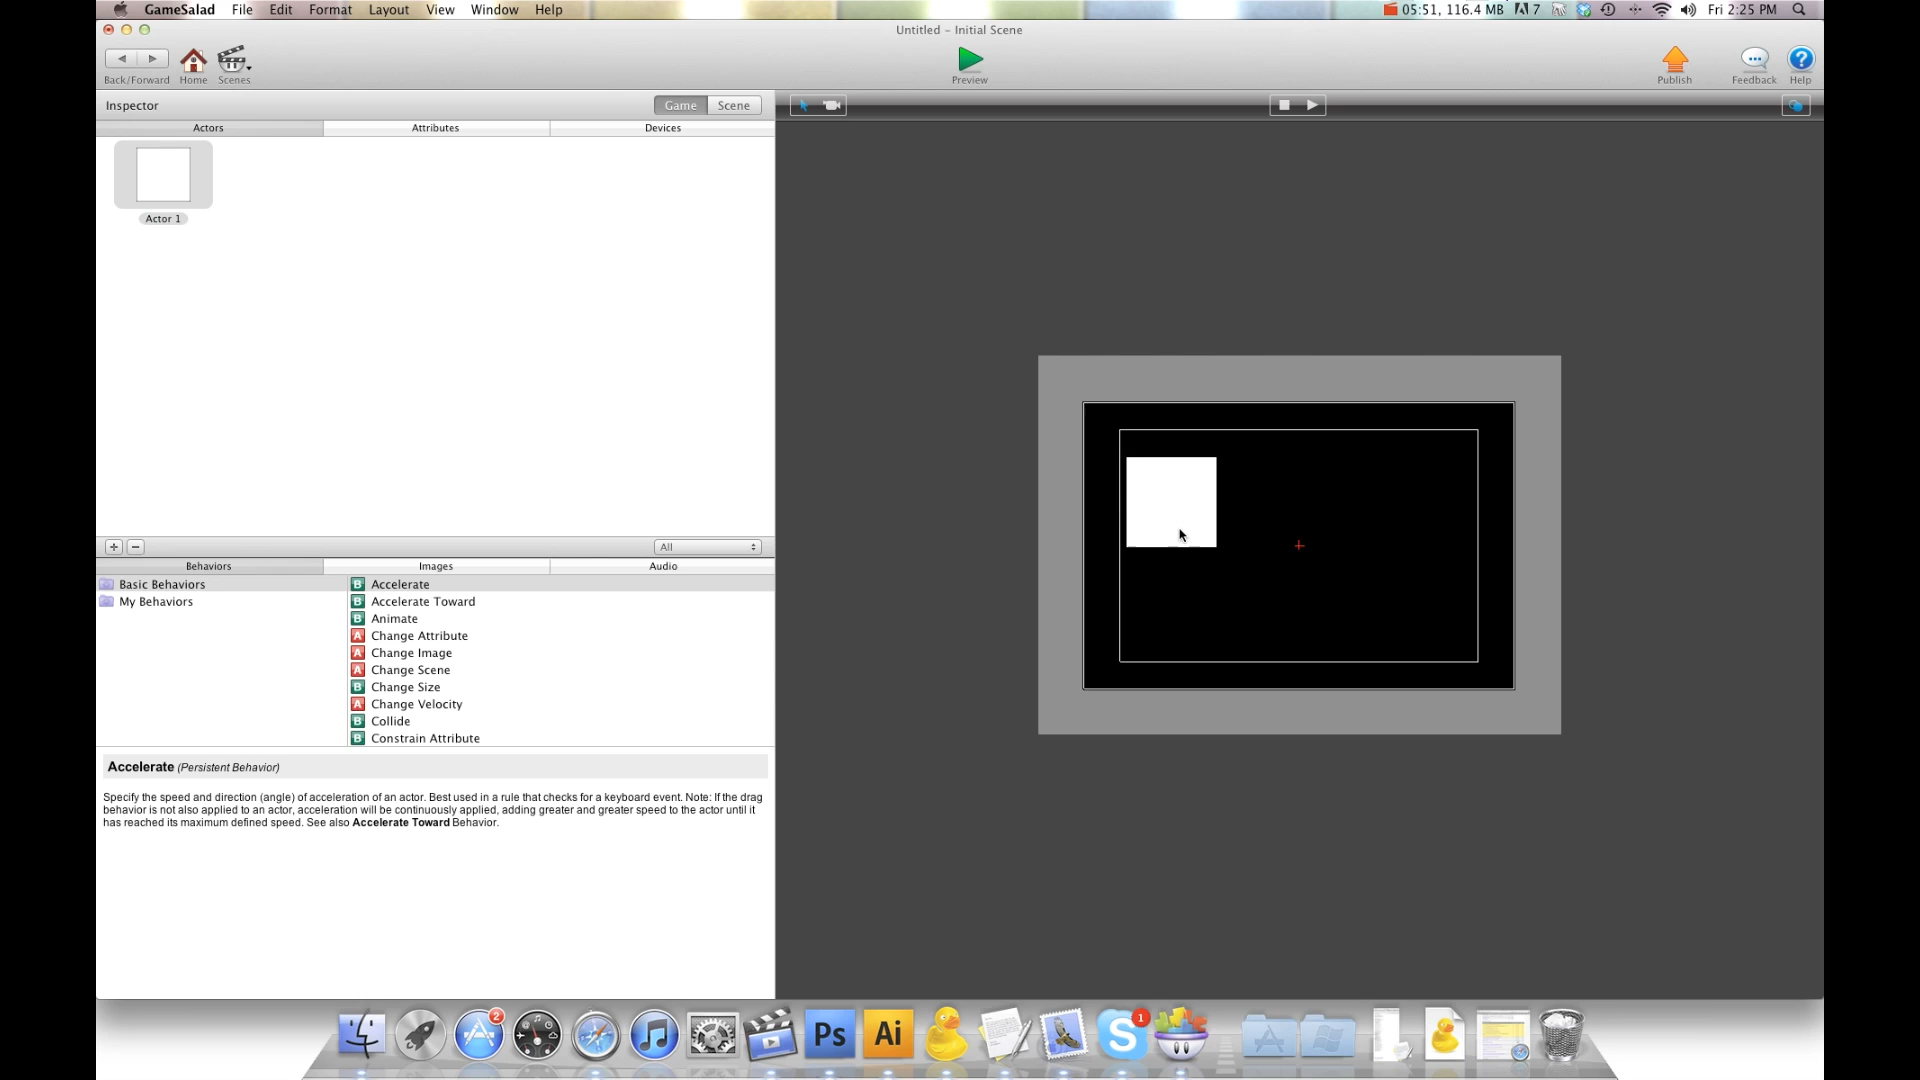 GameSalad File Edit Format Layout View Window Help 05:51, 116.4 MB 7 Fri 2:25 PM
Untitled - Initial Scene
Back/Forward Home Scenes Preview Publish Feedback Help
Inspector Game Scene
Actors Attributes Devices
Actor 1
+ - All
Behaviors Images Audio
Basic Behaviors B Accelerate
My Behaviors B Accelerate Toward
B Animate
A Change Attribute
A Change Image
A Change Scene
B Change Size
A Change Velocity
B Collide
B Constrain Attribute
Accelerate (Persistent Behavior)
Specify the speed and direction (angle) of acceleration of an actor. Best used in a rule that checks for a keyboard event. Note: If the drag
behavior is not also applied to an actor, acceleration will be continuously applied, adding greater and greater speed to the actor until it
has reached its maximum defined speed. See also Accelerate Toward Behavior.
2 Ps Ai S 1